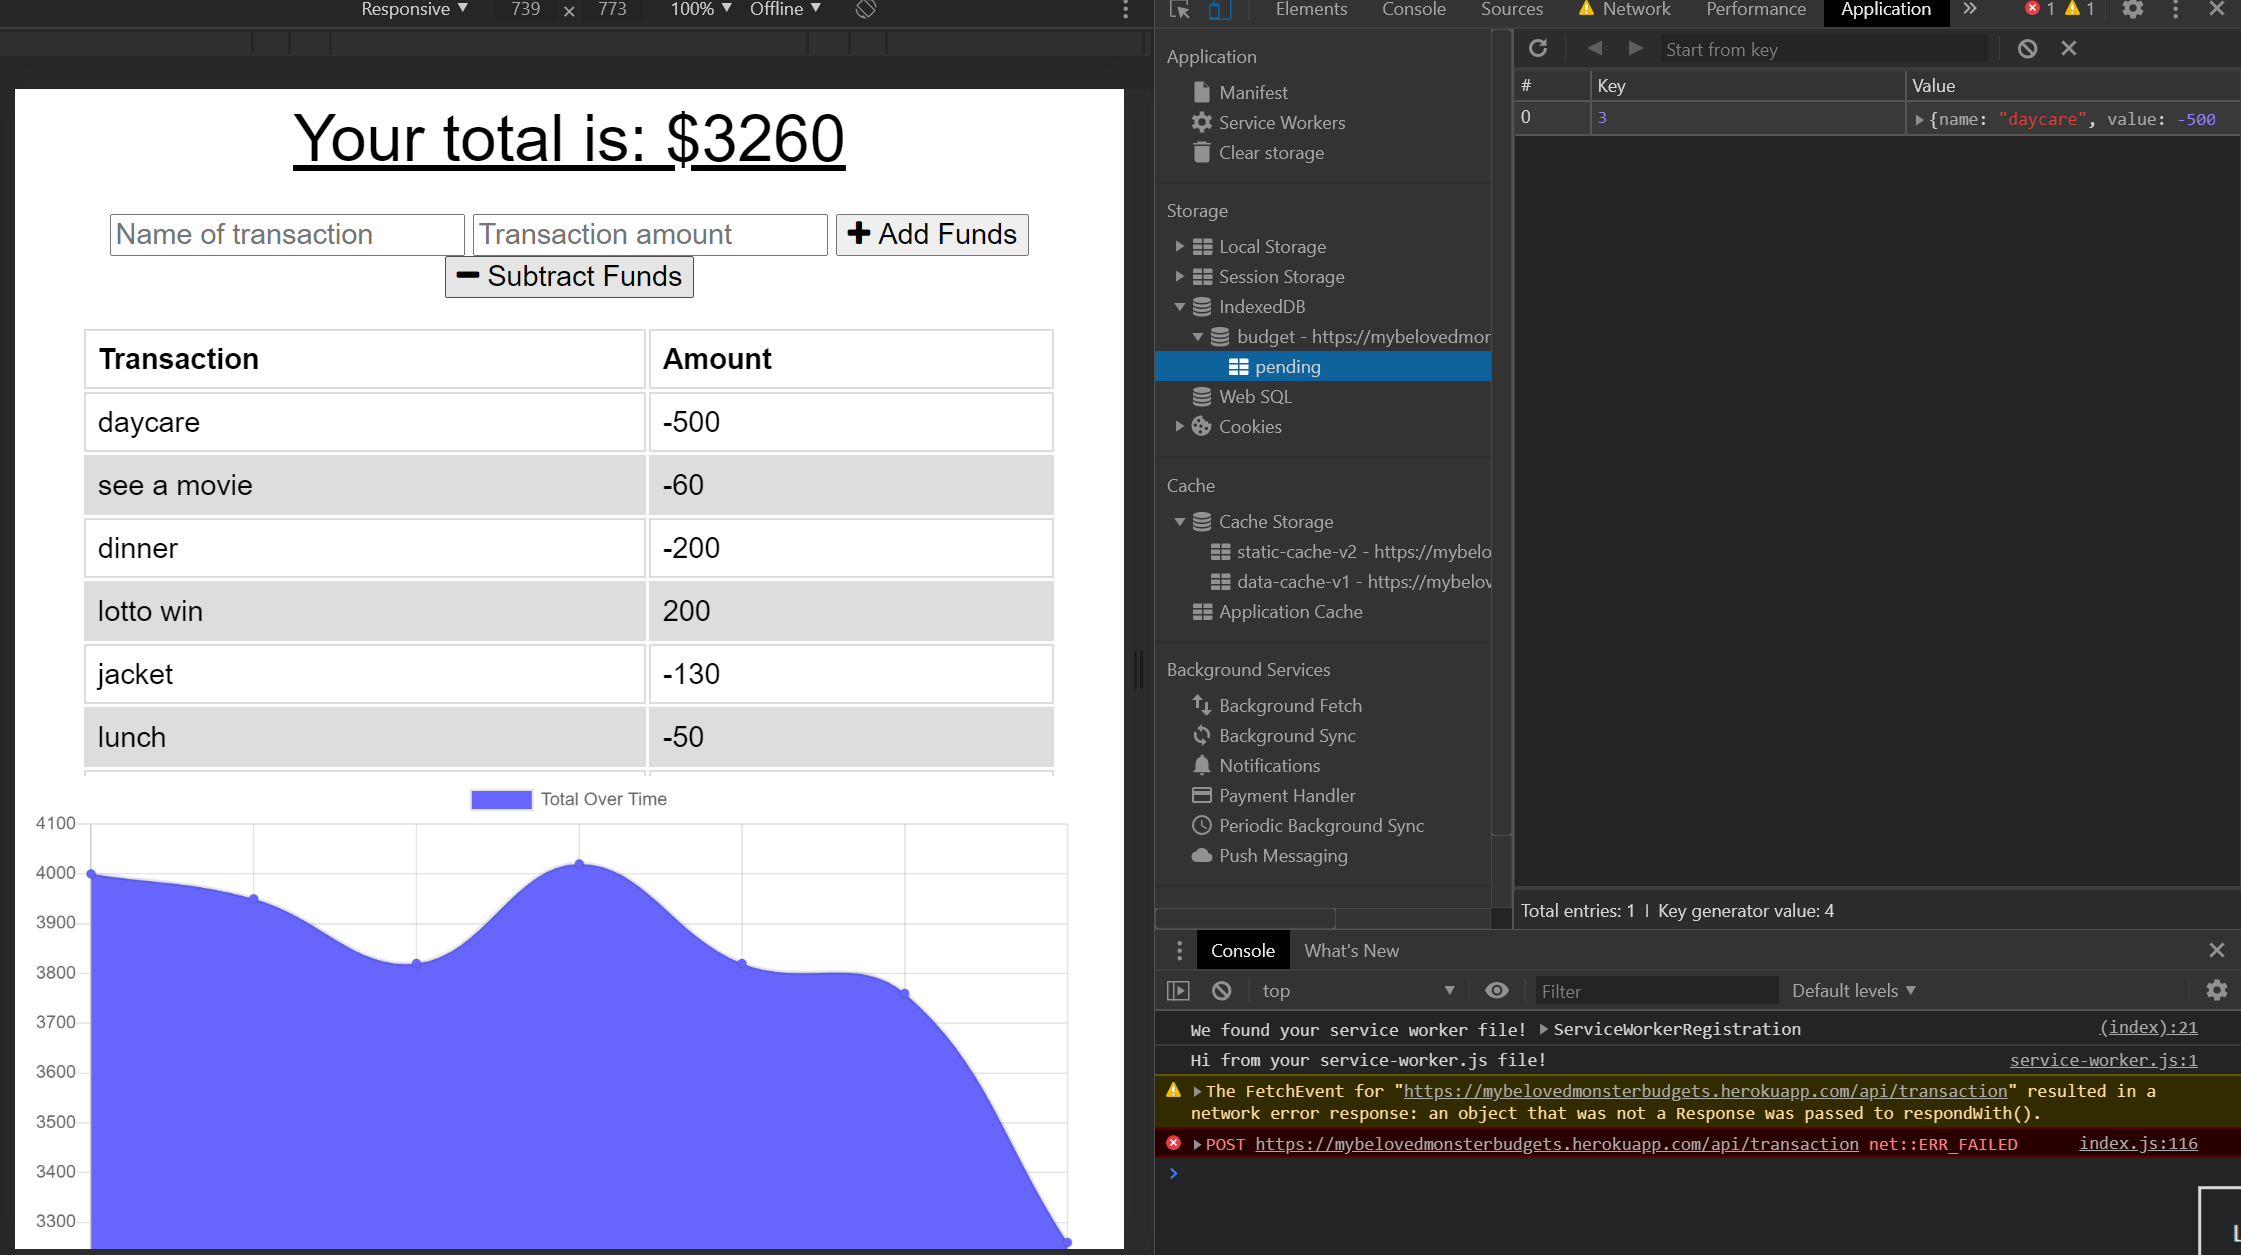 Responsive ▼ 739 × 773 100% ▼ Offline ▼
Your total is: $3260
Name of transaction Transaction amount + Add Funds
− Subtract Funds
Transaction Amount
daycare -500
see a movie -60
dinner -200
lotto win 200
jacket -130
lunch -50
Total Over Time
4100
4000
3900
3800
3700
3600
3500
3400
3300
Elements Console Sources Network Performance Application » 1 1
Application
Manifest
Service Workers
Clear storage
Storage
Local Storage
Session Storage
IndexedDB
budget - https://mybelovedmor
pending
Web SQL
Cookies
Cache
Cache Storage
static-cache-v2 - https://mybelo
data-cache-v1 - https://mybelov
Application Cache
Background Services
Background Fetch
Background Sync
Notifications
Payment Handler
Periodic Background Sync
Push Messaging
Start from key
# Key Value
0 3 {name: "daycare", value: -500
Total entries: 1 | Key generator value: 4
Console What's New
top ▼ Filter Default levels ▼
We found your service worker file! ServiceWorkerRegistration (index):21
Hi from your service-worker.js file! service-worker.js:1
The FetchEvent for "https://mybelovedmonsterbudgets.herokuapp.com/api/transaction" resulted in a
network error response: an object that was not a Response was passed to respondWith().
POST https://mybelovedmonsterbudgets.herokuapp.com/api/transaction net::ERR_FAILED index.js:116